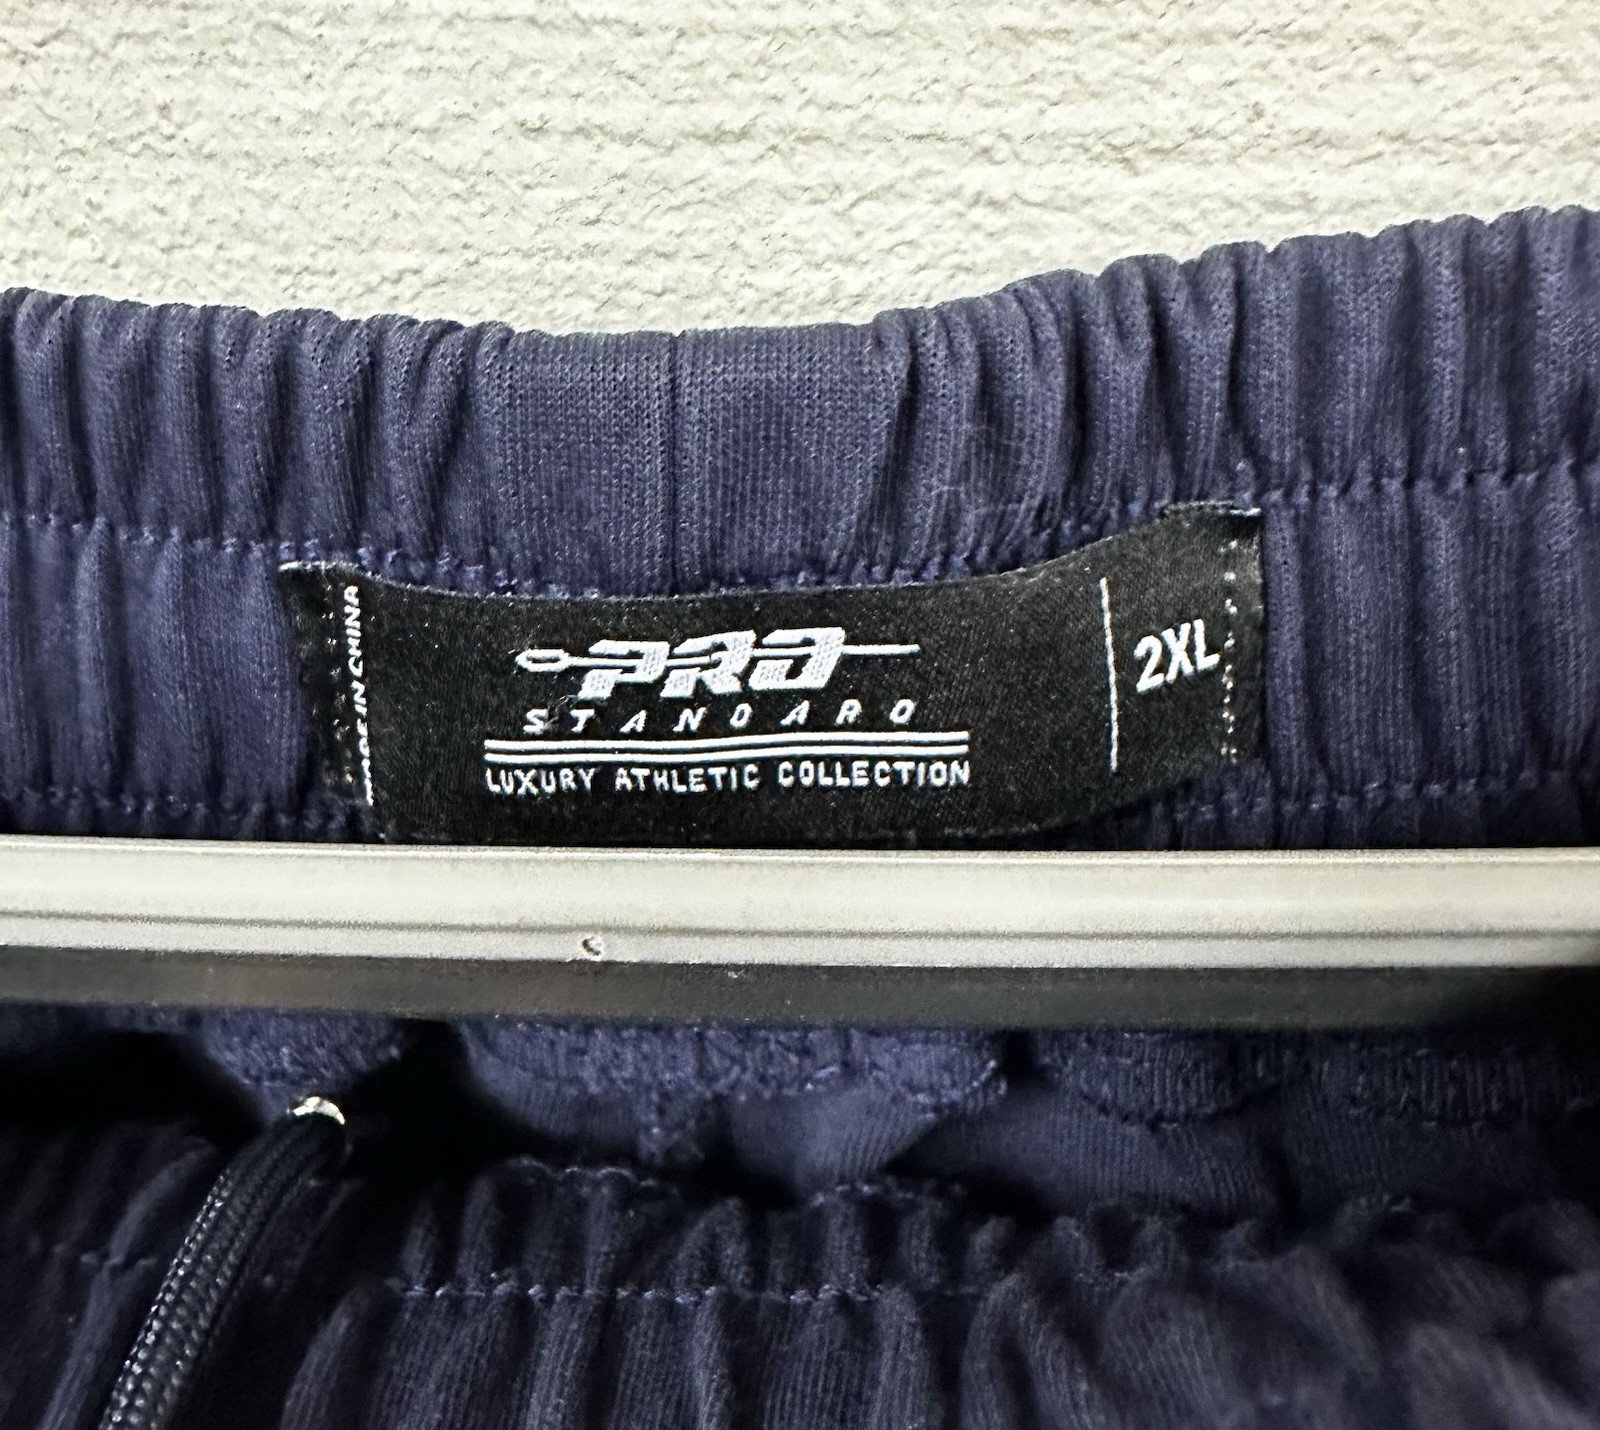 MADE IN CHINA
PRO
STANDARD
LUXURY ATHLETIC COLLECTION
2XL